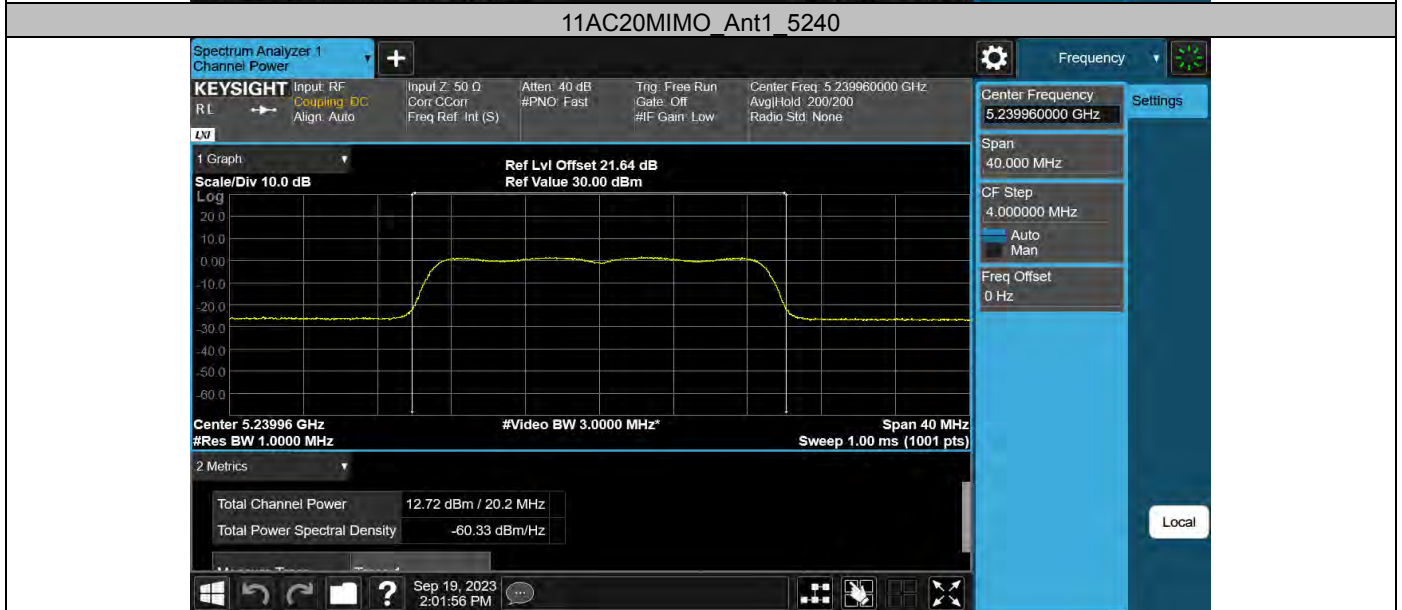 11AC20MIMO_Ant1_5240
Spectrum Analyzer 1
Channel Power
Frequency
KEYSIGHT
RL
LXI
Input: RF
Coupling: DC
Align: Auto
Input Z: 50 Ω
Corr CCorr
Freq Ref: Int (S)
Atten: 40 dB
#PNO: Fast
Trig: Free Run
Gate: Off
#IF Gain: Low
Center Freq: 5.239960000 GHz
Avg|Hold: 200/200
Radio Std: None
Center Frequency
5.239960000 GHz
Settings
Span
40.000 MHz
CF Step
4.000000 MHz
Auto
Man
Freq Offset
0 Hz
1 Graph
Scale/Div 10.0 dB
Ref Lvl Offset 21.64 dB
Ref Value 30.00 dBm
Log
20.0
10.0
0.00
-10.0
-20.0
-30.0
-40.0
-50.0
-60.0
Center 5.23996 GHz
#Video BW 3.0000 MHz*
Span 40 MHz
#Res BW 1.0000 MHz
Sweep 1.00 ms (1001 pts)
2 Metrics
Total Channel Power 12.72 dBm / 20.2 MHz
Total Power Spectral Density -60.33 dBm/Hz
Local
?
Sep 19, 2023
2:01:56 PM